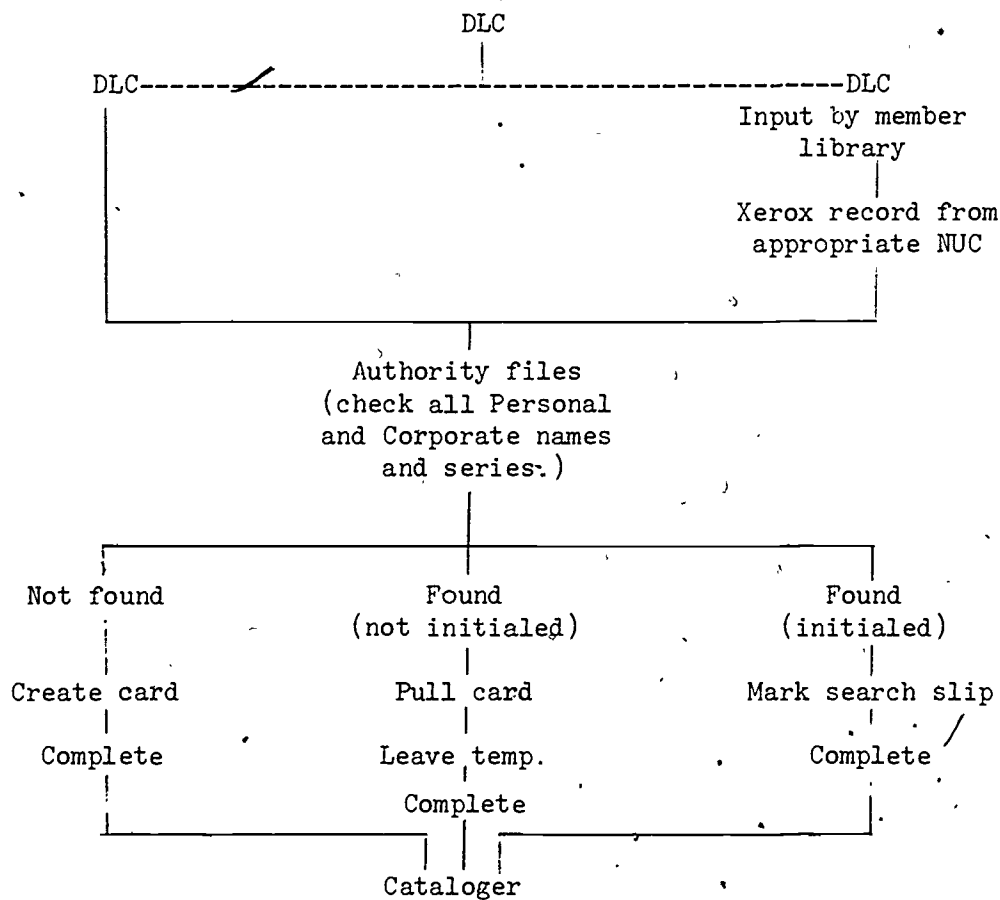 DLC
DLC DLC
Input by member
library
Xerox record from
appropriate NUC
Authority files
(check all Personal
and Corporate names
and series.)
Not found Found Found
(not initialed) (initialed)
Create card Pull card Mark search slip
Complete Leave temp. Complete
Complete
Cataloger